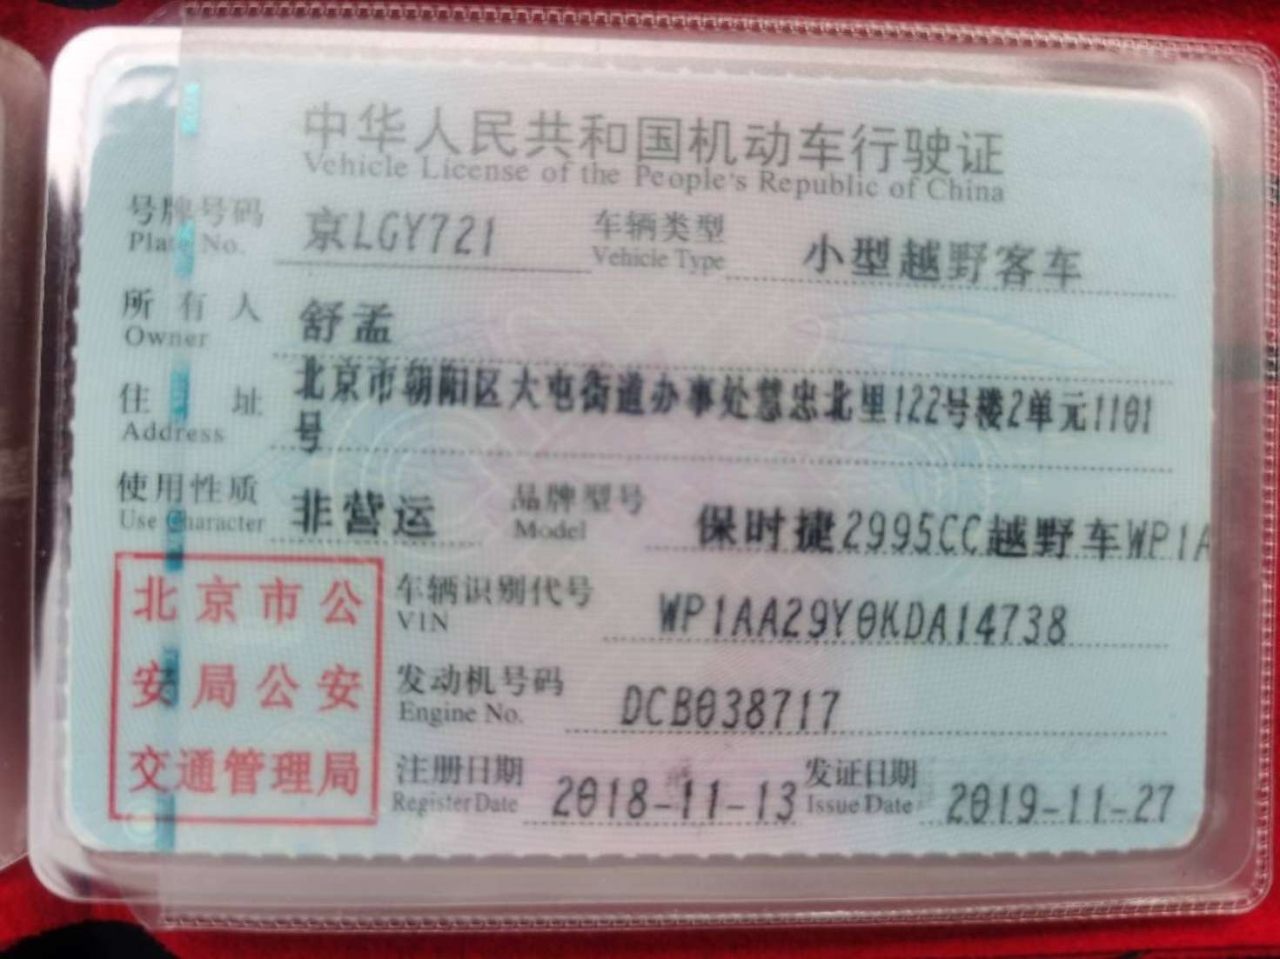 中华人民共和国机动车行驶证
Vehicle License of the People's Republic of China
号牌号码 京LGY721 车辆类型 小型越野客车
Plate No. Vehicle Type
所有人 舒孟
Owner
住址 北京市朝阳区大屯街道办事处慧忠北里122号楼2单元1101
Address 号
使用性质 非营运 品牌型号 保时捷2995CC越野车WP1A
Use Character Model
北京市公 车辆识别代号 WP1AA29Y0KDA14738
VIN
安局公安 发动机号码 DCB038717
Engine No.
交通管理局 注册日期 2018-11-13 发证日期 2019-11-27
Register Date Issue Date